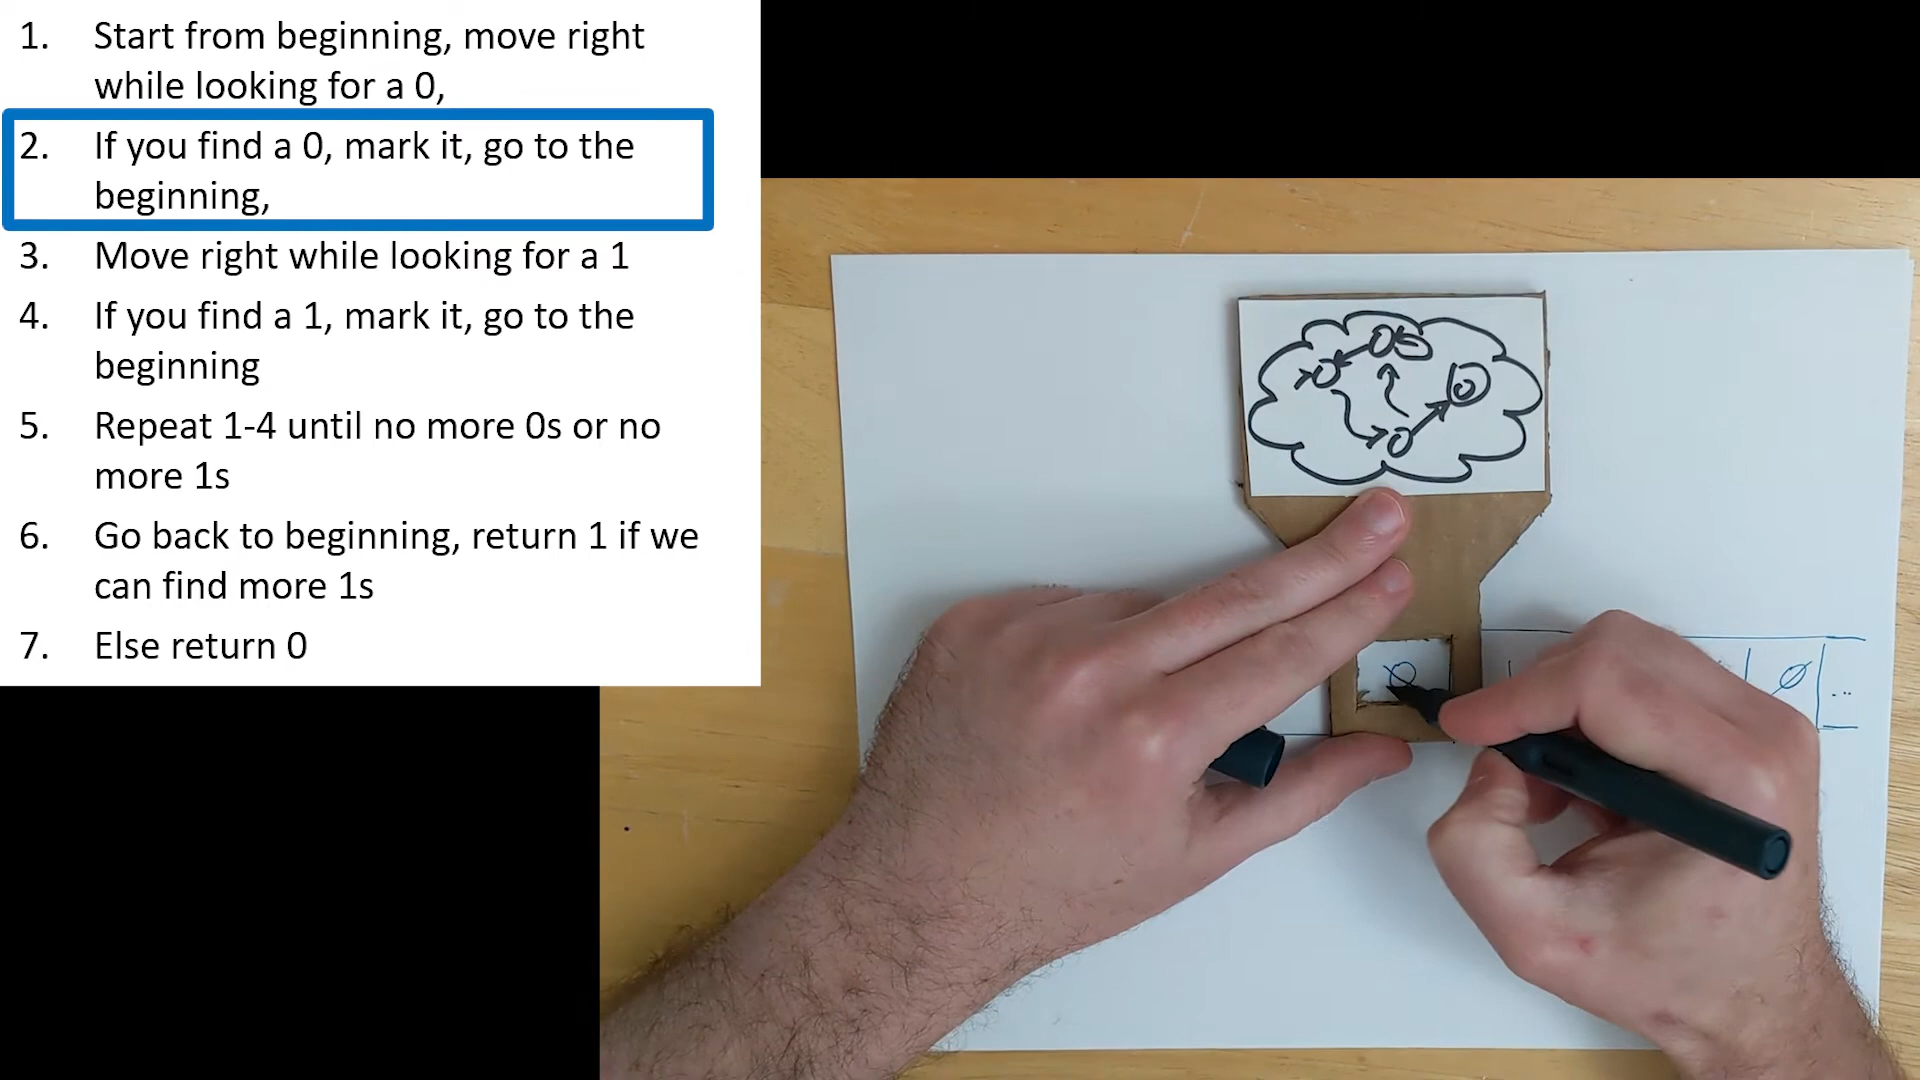 1. Start from beginning, move right
while looking for a 0,
2. If you find a 0, mark it, go to the
beginning,
3. Move right while looking for a 1
4. If you find a 1, mark it, go to the
beginning
5. Repeat 1-4 until no more 0s or no
more 1s
6. Go back to beginning, return 1 if we
can find more 1s
7. Else return 0